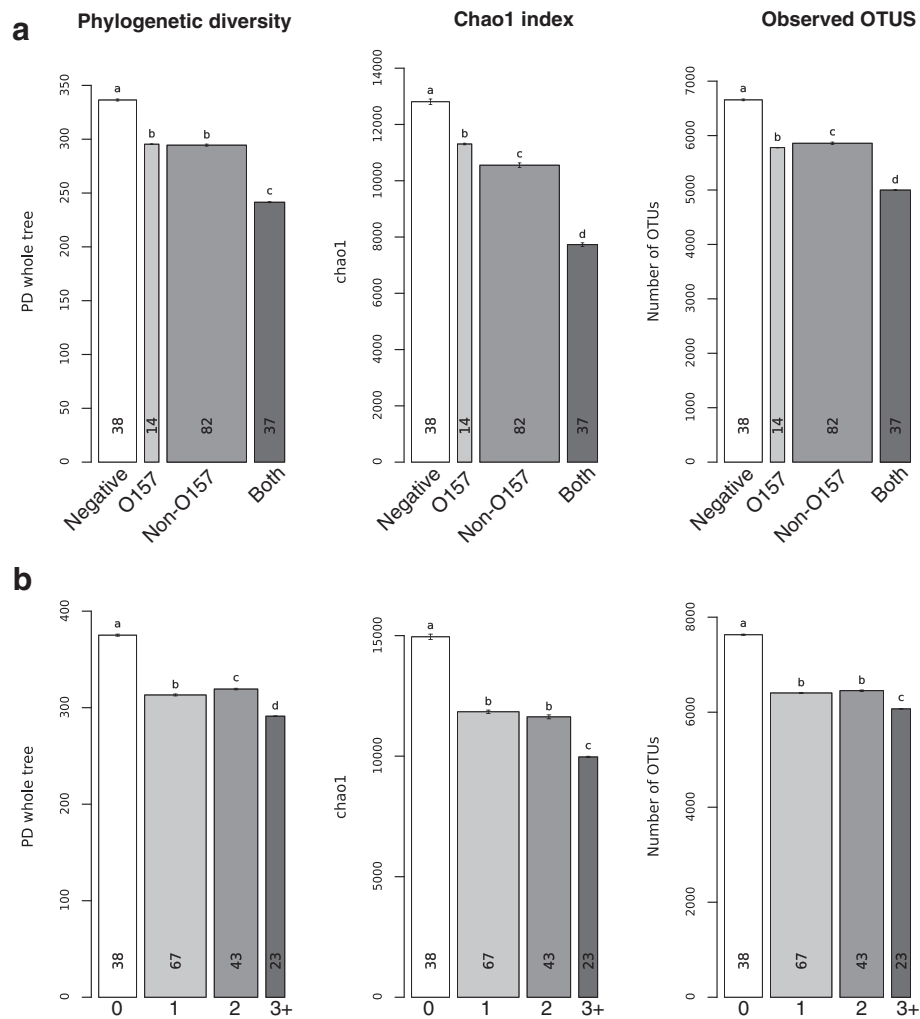 a
Phylogenetic diversity
Chao1 index
Observed OTUS
PD whole tree
0
50
100
150
200
250
300
350
a
b
b
c
38
14
82
37
Negative
O157
Non-O157
Both
chao1
0
2000
4000
6000
8000
10000
12000
14000
a
b
c
d
38
14
82
37
Negative
O157
Non-O157
Both
Number of OTUs
0
1000
2000
3000
4000
5000
6000
7000
a
b
c
d
38
14
82
37
Negative
O157
Non-O157
Both
b
PD whole tree
0
100
200
300
400
a
b
c
d
38
67
43
23
0
1
2
3+
chao1
0
5000
10000
15000
a
b
b
c
38
67
43
23
0
1
2
3+
Number of OTUs
0
2000
4000
6000
8000
a
b
b
c
38
67
43
23
0
1
2
3+